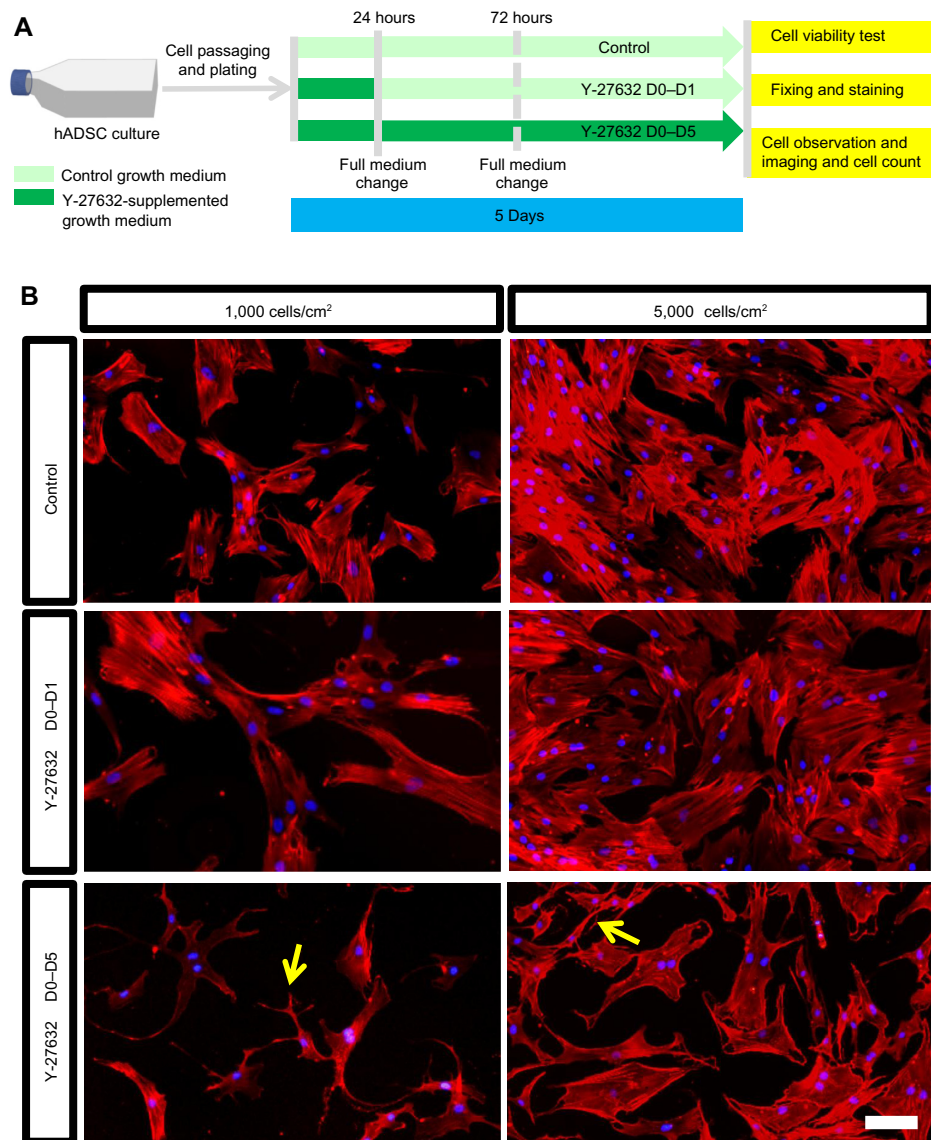 A
24 hours
72 hours
Cell passaging
and plating
hADSC culture
Control
Y-27632 D0–D1
Y-27632 D0–D5
Cell viability test
Fixing and staining
Cell observation and
imaging and cell count
Full medium
change
Full medium
change
Control growth medium
Y-27632-supplemented
growth medium
5 Days
B
1,000 cells/cm²
5,000 cells/cm²
Control
Y-27632 D0–D1
Y-27632 D0–D5